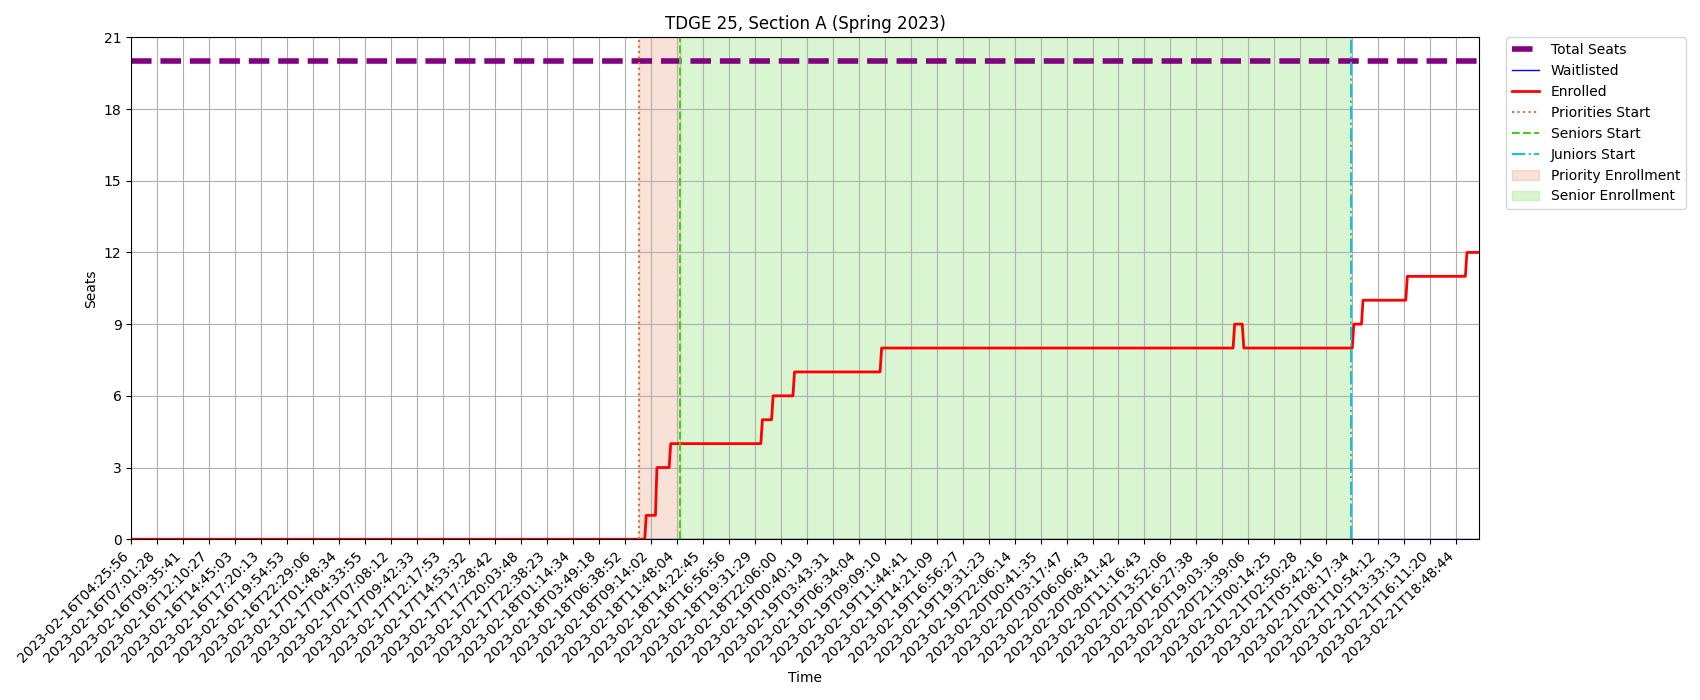 TDGE 25, Section A (Spring 2023)
21
18
15
12
9
6
3
0
Seats
2023-02-16T04:25:56
2023-02-16T07:01:28
2023-02-16T09:35:41
2023-02-16T12:10:27
2023-02-16T14:45:03
2023-02-16T17:20:13
2023-02-16T19:54:53
2023-02-16T22:29:06
2023-02-17T01:48:34
2023-02-17T04:33:55
2023-02-17T07:08:12
2023-02-17T09:42:33
2023-02-17T12:17:53
2023-02-17T14:53:32
2023-02-17T17:28:42
2023-02-17T20:03:48
2023-02-17T22:38:23
2023-02-18T01:14:34
2023-02-18T03:49:18
2023-02-18T06:38:52
2023-02-18T09:14:02
2023-02-18T11:48:04
2023-02-18T14:22:45
2023-02-18T16:56:56
2023-02-18T19:31:29
2023-02-18T22:06:00
2023-02-19T00:40:19
2023-02-19T03:43:31
2023-02-19T06:34:04
2023-02-19T09:09:10
2023-02-19T11:44:41
2023-02-19T14:21:09
2023-02-19T16:56:27
2023-02-19T19:31:23
2023-02-19T22:06:14
2023-02-20T00:41:35
2023-02-20T03:17:47
2023-02-20T06:06:43
2023-02-20T08:41:42
2023-02-20T11:16:43
2023-02-20T13:52:06
2023-02-20T16:27:38
2023-02-20T19:03:36
2023-02-20T21:39:06
2023-02-21T00:14:25
2023-02-21T02:50:28
2023-02-21T05:42:16
2023-02-21T08:17:34
2023-02-21T10:54:12
2023-02-21T13:33:13
2023-02-21T16:11:20
2023-02-21T18:48:44
Time
Total Seats
Waitlisted
Enrolled
Priorities Start
Seniors Start
Juniors Start
Priority Enrollment
Senior Enrollment